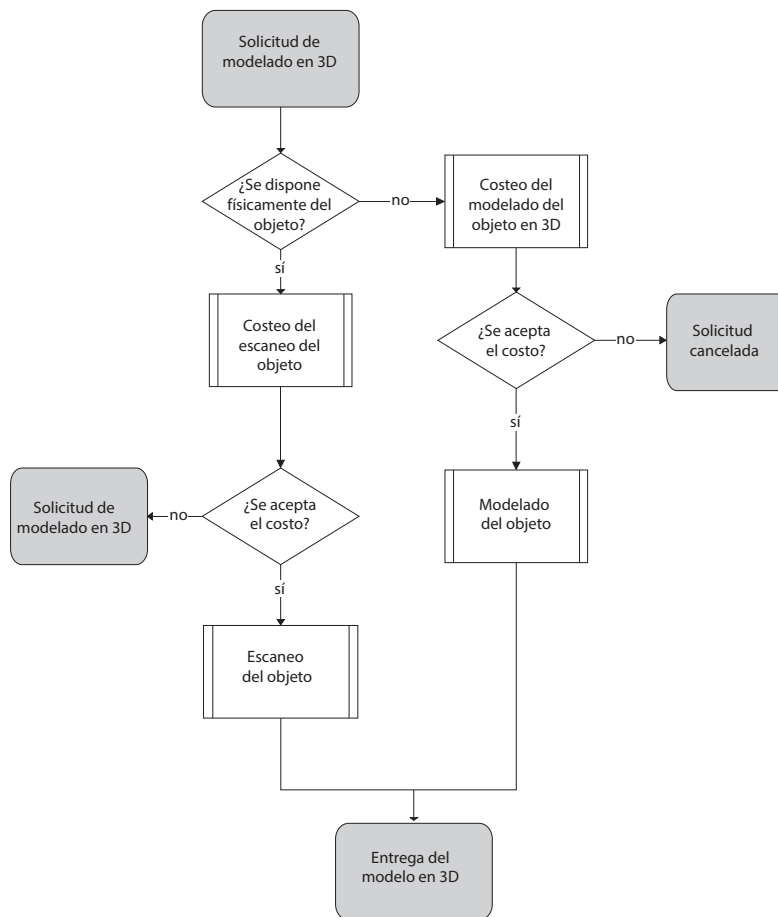 Solicitud de
modelado en 3D
¿Se dispone
físicamente del
objeto?
no
Costeo del
modelado del
objeto en 3D
sí
Costeo del
escaneo del
objeto
¿Se acepta
el costo?
no
Solicitud
cancelada
sí
Solicitud de
modelado en 3D
no
¿Se acepta
el costo?
Modelado
del objeto
sí
Escaneo
del objeto
Entrega del
modelo en 3D